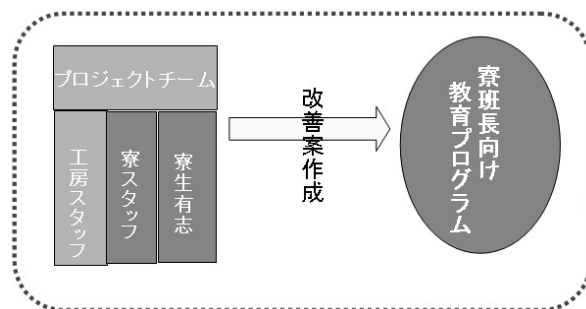 プロジェクトチーム
工房スタッフ
寮スタッフ
寮生有志
改善案作成
寮班長向け
教育プログラム